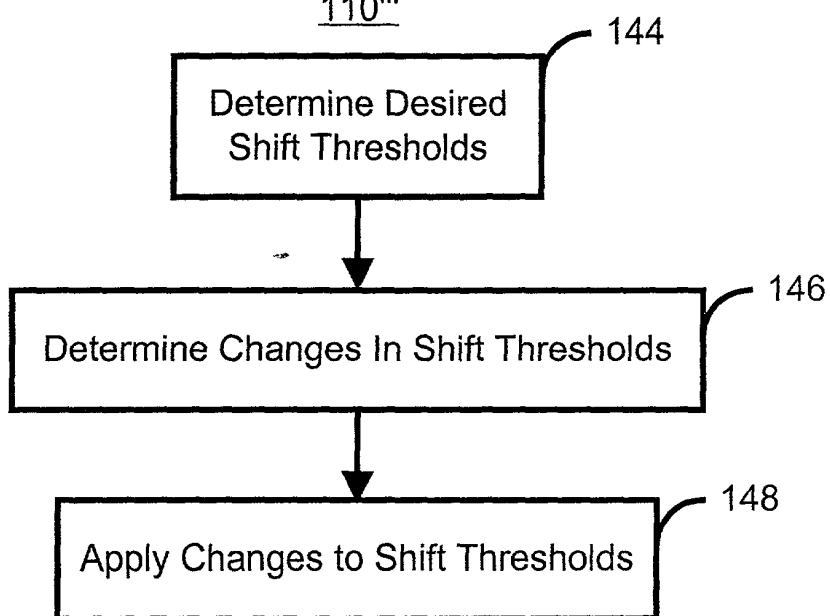 110'''
144
Determine Desired
Shift Thresholds
146
Determine Changes In Shift Thresholds
148
Apply Changes to Shift Thresholds